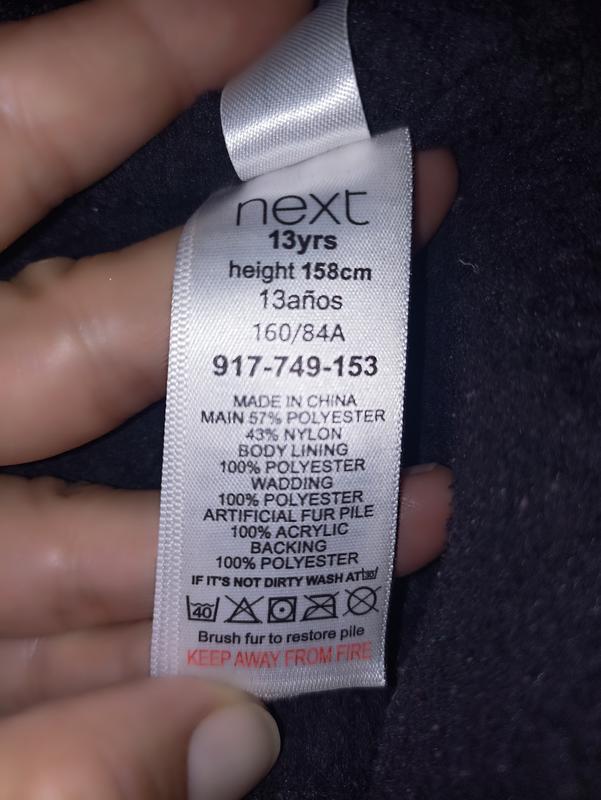 next
13yrs
height 158cm
13años
160/84A
917-749-153
MADE IN CHINA
MAIN 57% POLYESTER
43% NYLON
BODY LINING
100% POLYESTER
WADDING
100% POLYESTER
ARTIFICIAL FUR PILE
100% ACRYLIC
BACKING
100% POLYESTER
IF IT'S NOT DIRTY WASH AT 30
40
Brush fur to restore pile
KEEP AWAY FROM FIRE